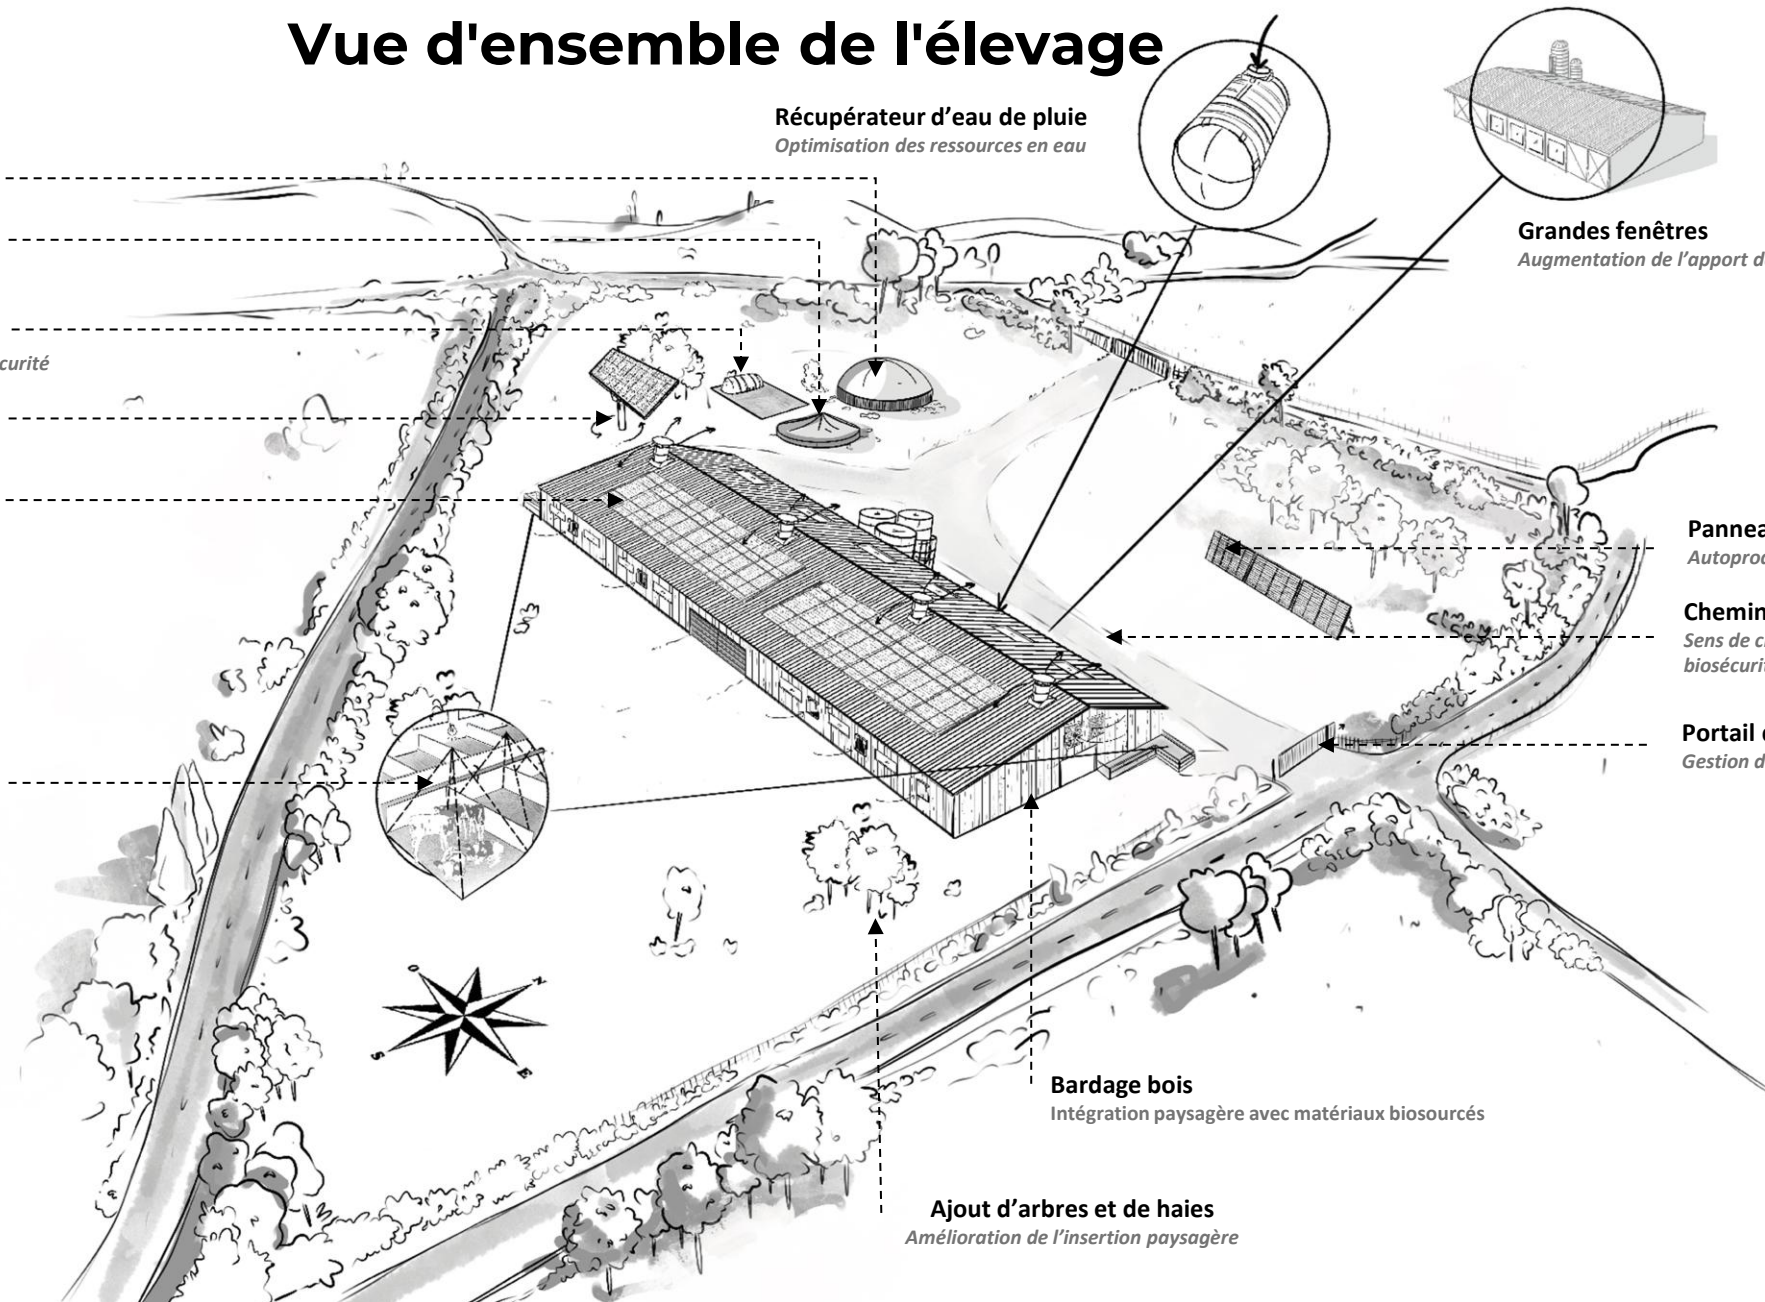 Vue d'ensemble de l'élevage
Récupérateur d'eau de pluie
Optimisation des ressources en eau
Grandes fenêtres
Augmentation de l'apport d
curité
Pannea
Autoproc
Chemin
Sens de c
biosécurit
Portail
Gestion d
O
N
S
E
Bardage bois
Intégration paysagère avec matériaux biosourcés
Ajout d'arbres et de haies
Amélioration de l'insertion paysagère